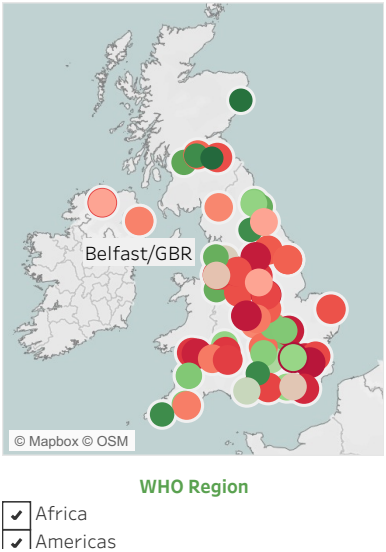 Belfast/GBR
© Mapbox © OSM
WHO Region
Africa
Americas